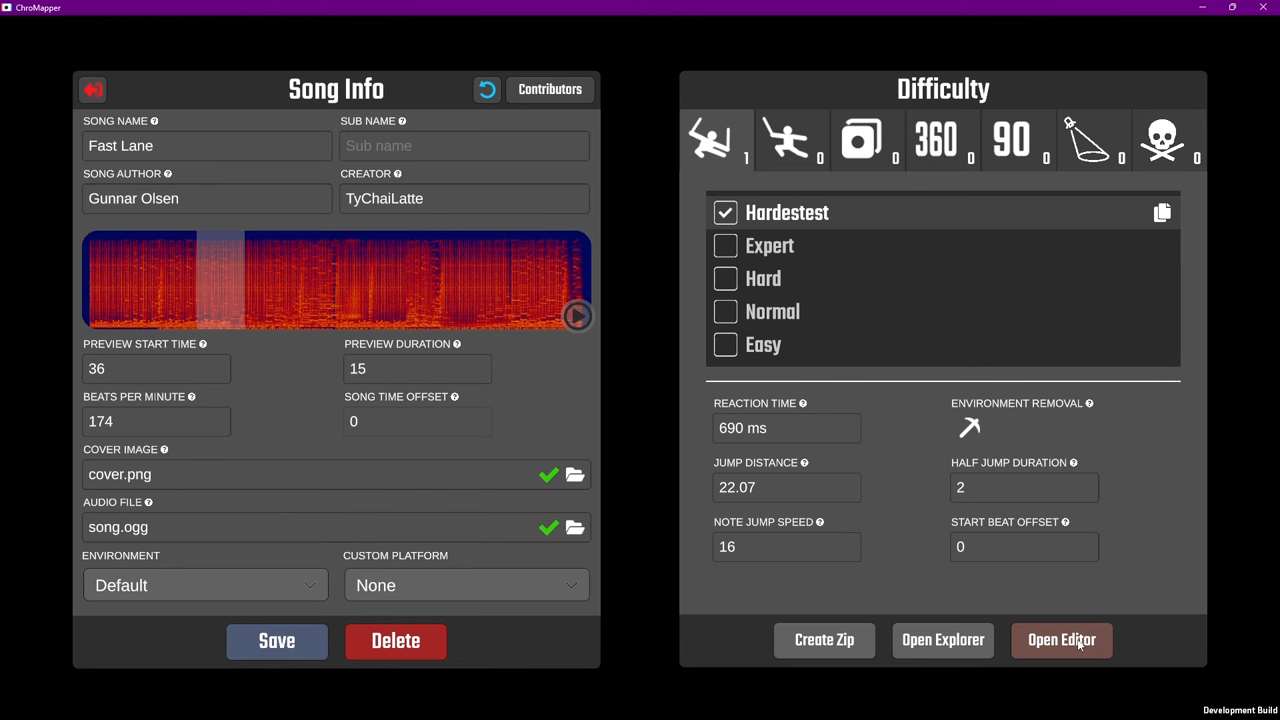 ChroMapper
Song Info
Contributors
SONG NAME
SUB NAME
Fast Lane
Sub name
SONG AUTHOR
CREATOR
Gunnar Olsen
TyChaiLatte
PREVIEW START TIME
PREVIEW DURATION
36
15
BEATS PER MINUTE
SONG TIME OFFSET
174
0
COVER IMAGE
cover.png
AUDIO FILE
song.ogg
ENVIRONMENT
CUSTOM PLATFORM
Default
None
Save
Delete
Difficulty
1
0
0
360
0
90
0
0
0
Hardestest
Expert
Hard
Normal
Easy
REACTION TIME
ENVIRONMENT REMOVAL
690 ms
JUMP DISTANCE
HALF JUMP DURATION
22.07
2
NOTE JUMP SPEED
START BEAT OFFSET
16
0
Create Zip
Open Explorer
Open Editor
Development Build